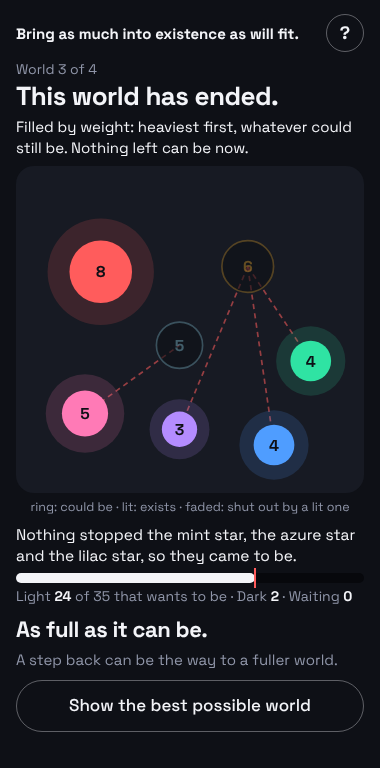 Bring as much into existence as will fit.
?
World 3 of 4
This world has ended.
Filled by weight: heaviest first, whatever could
still be. Nothing left can be now.
8
6
5
4
5
3
4
ring: could be · lit: exists · faded: shut out by a lit one
Nothing stopped the mint star, the azure star
and the lilac star, so they came to be.
Light 24 of 35 that wants to be · Dark 2 · Waiting 0
As full as it can be.
A step back can be the way to a fuller world.
Show the best possible world